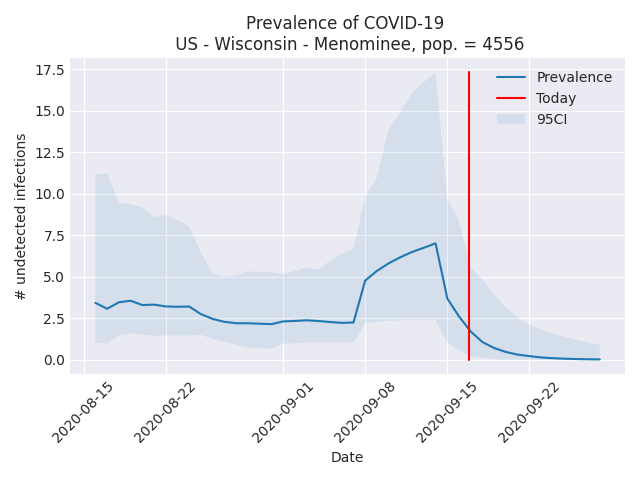 Prevalence of COVID-19
US - Wisconsin - Menominee, pop. = 4556
17.5
15.0
12.5
10.0
7.5
5.0
2.5
0.0
# undetected infections
Prevalence
Today
95CI
2020-08-15
2020-08-22
2020-09-01
2020-09-08
2020-09-15
2020-09-22
Date